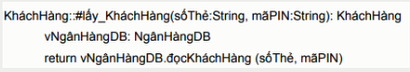 KháchHàng::#lấy_KháchHàng(sốThẻ:String, mãPIN:String): KháchHàng
vNgânHàngDB: NgânHàngDB
return vNgânHàngDB.đọcKháchHàng (sốThẻ, mãPIN)